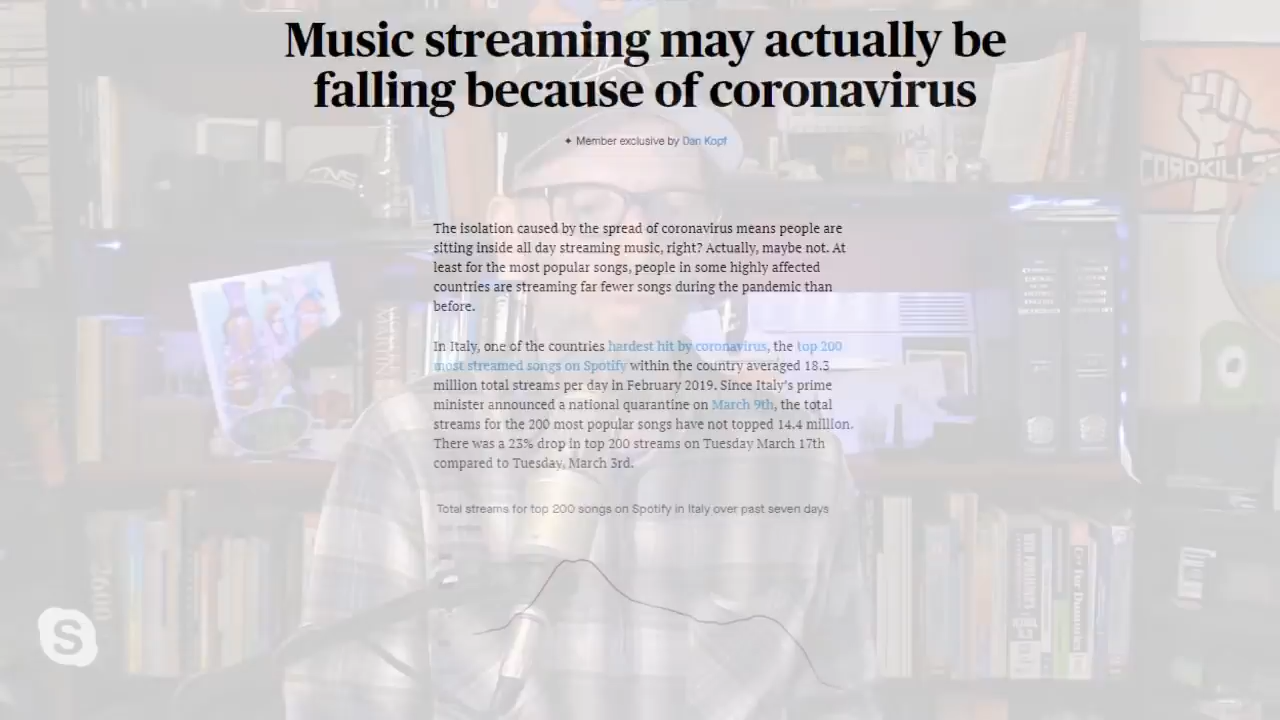 Music streaming may actually be
falling because of coronavirus
✦ Member exclusive by Dan Kopf
The isolation caused by the spread of coronavirus means people are
sitting inside all day streaming music, right? Actually, maybe not. At
least for the most popular songs, people in some highly affected
countries are streaming far fewer songs during the pandemic than
before.
In Italy, one of the countries hardest hit by coronavirus, the top 200
most streamed songs on Spotify within the country averaged 18.3
million total streams per day in February 2019. Since Italy's prime
minister announced a national quarantine on March 9th, the total
streams for the 200 most popular songs have not topped 14.4 million.
There was a 23% drop in top 200 streams on Tuesday March 17th
compared to Tuesday, March 3rd.
Total streams for top 200 songs on Spotify in Italy over past seven days
CORDKILL
S